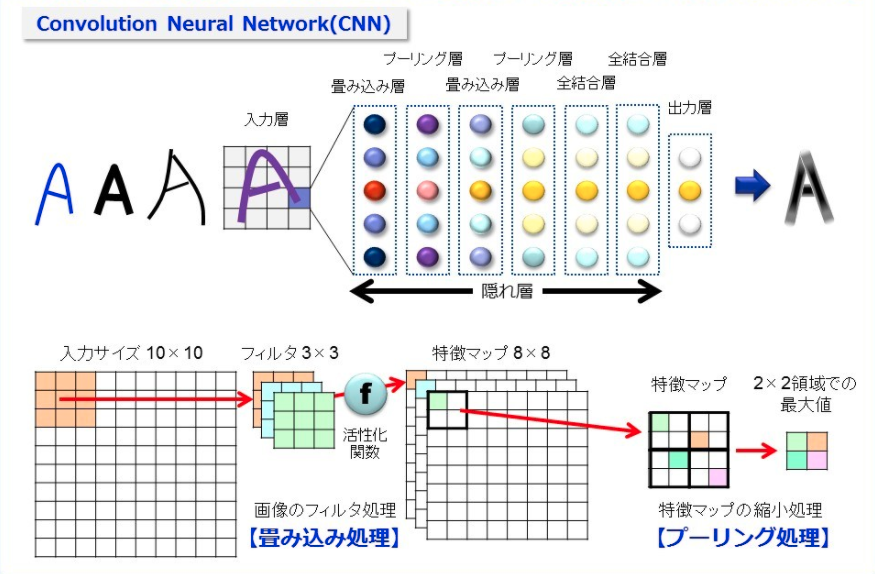 Convolution Neural Network(CNN)
プーリング層
プーリング層
全結合層
畳み込み層
畳み込み層
全結合層
出力層
入力層
A A A
A
A
隠れ層
入力サイズ 10×10
フィルタ 3×3
特徴マップ 8×8
特徴マップ
2×2領域での
最大値
f
活性化
関数
画像のフィルタ処理
【畳み込み処理】
特徴マップの縮小処理
【プーリング処理】